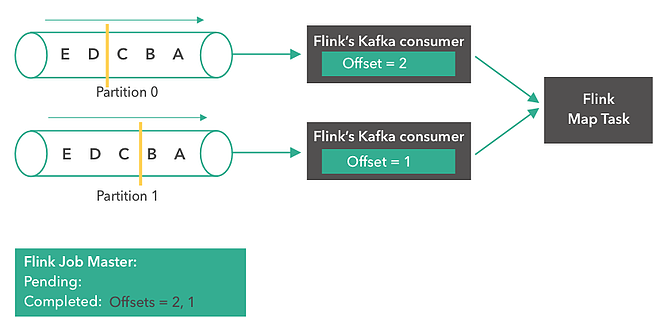 E D C B A
Partition 0
Flink's Kafka consumer
Offset = 2
E D C B A
Partition 1
Flink's Kafka consumer
Offset = 1
Flink
Map Task
Flink Job Master:
Pending:
Completed: Offsets = 2, 1